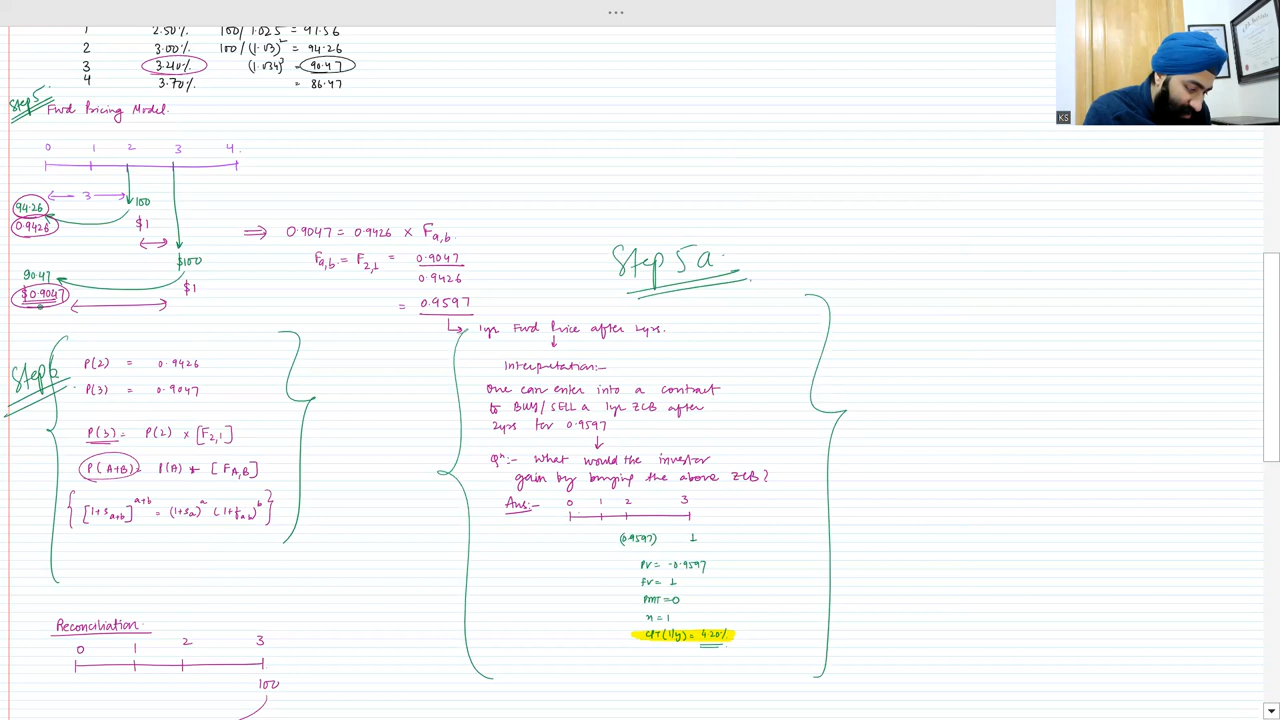 1 2.50% 100/1.025 = 97.56
2 3.00% 100/(1.03)² = 94.26
3 3.40% (1.034)³ = 90.47
4 3.70% = 86.47
Step 5
Fwd Pricing Model.
0 1 2 3 4
3
94.26
0.9426
100
$1
$100
90.47
$0.9047
$1
⇒ 0.9047 = 0.9426 × Fa,b.
Fa,b = F2,1 = 0.9047
0.9426
= 0.9597
Step 5a
↳ 1yr Fwd Price after 2yrs.
Interpretation:-
One can enter into a contract
to BUY/SELL a 1yr ZCB after
2yrs for 0.9597
Qn:- What would the investor
gain by buying the above ZCB?
Ans:- 0 1 2 3
(0.9597) 1
PV = -0.9597
FV = 1
PMT = 0
n = 1
CPT (I/y) = 4.20%
Step 6
P(2) = 0.9426
P(3) = 0.9047
P(3) = P(2) × [F2,1]
P(A+B) = P(A) * [FA,B]
{[1+Sa+b]^a+b = (1+Sa)^a (1+fa,b)^b}
Reconciliation.
0 1 2 3
100
KS